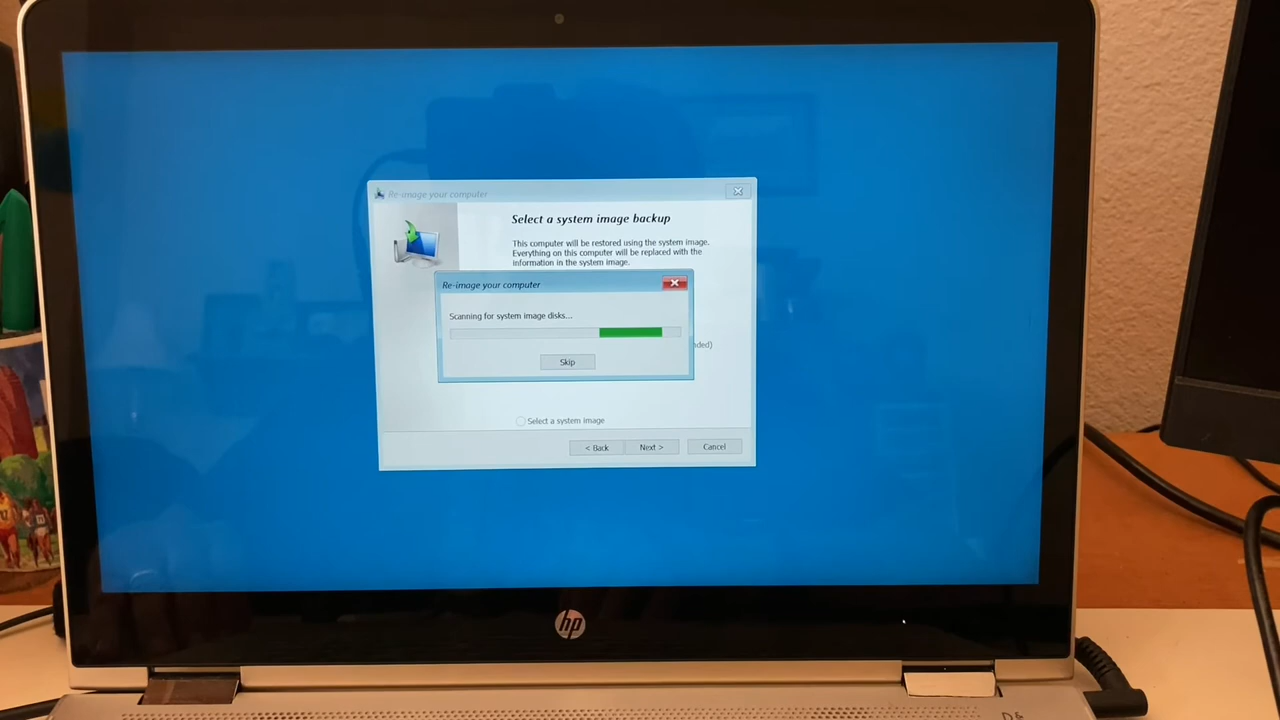 Re-image your computer
Select a system image backup
This computer will be restored using the system image.
Everything on this computer will be replaced with the
information in the system image.
Re-image your computer
Scanning for system image disks...
nded)
Skip
Select a system image
< Back
Next >
Cancel
hp